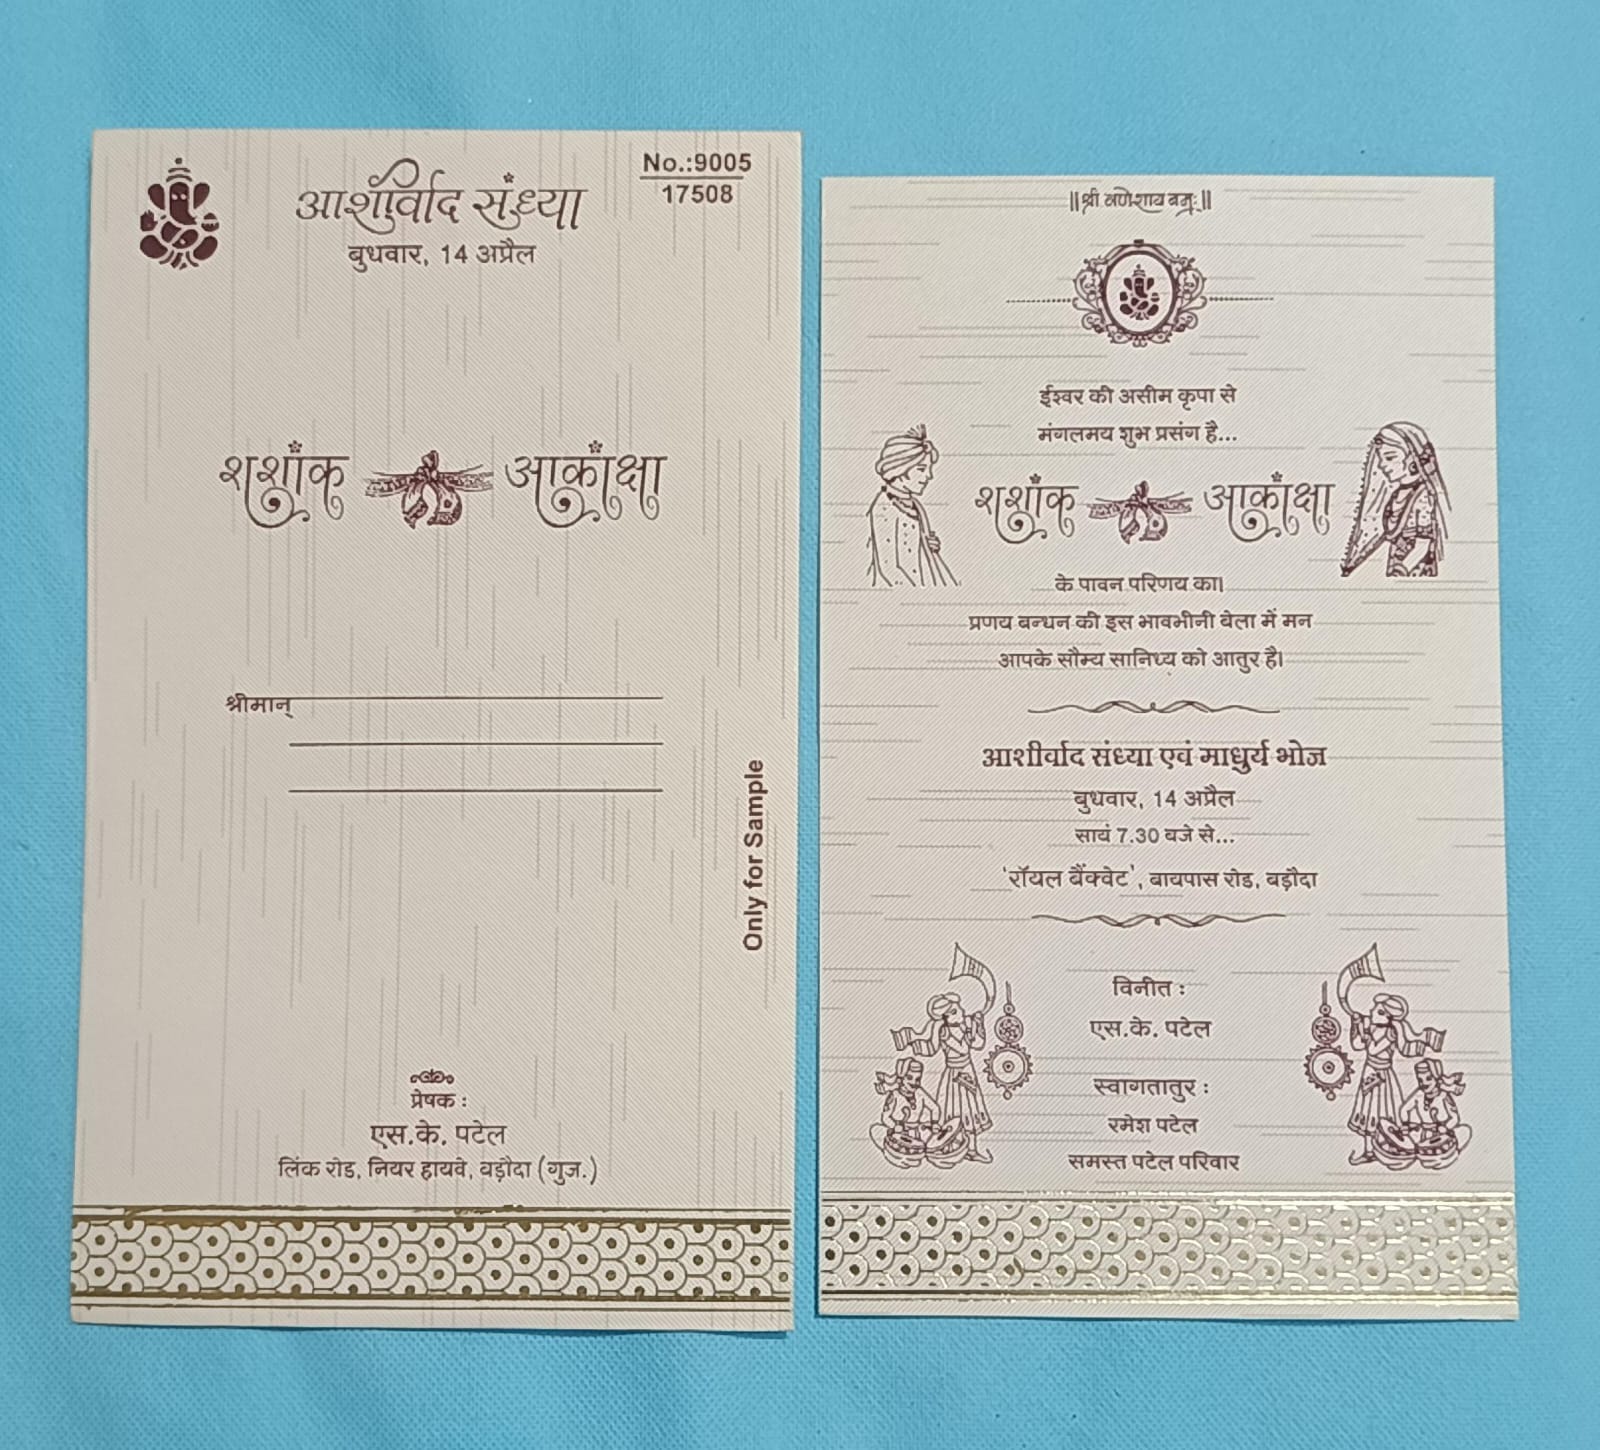 आशीर्वाद संध्या
बुधवार, 14 अप्रैल
No.:9005
17508
शशांक आकांक्षा
श्रीमान्
Only for Sample
प्रेषक :
एस.के. पटेल
लिंक रोड, नियर हायवे, बड़ौदा (गुज.)
||श्री गणेशाय नमः||
ईश्वर की असीम कृपा से
मंगलमय शुभ प्रसंग है...
शशांक आकांक्षा
के पावन परिणय का।
प्रणय बन्धन की इस भावभीनी बेला में मन
आपके सौम्य सानिध्य को आतुर है।
आशीर्वाद संध्या एवं माधुर्य भोज
बुधवार, 14 अप्रैल
सायं 7.30 बजे से...
'रॉयल बैंक्वेट', बायपास रोड, बड़ौदा
विनीत :
एस.के. पटेल
स्वागतातुर :
रमेश पटेल
समस्त पटेल परिवार